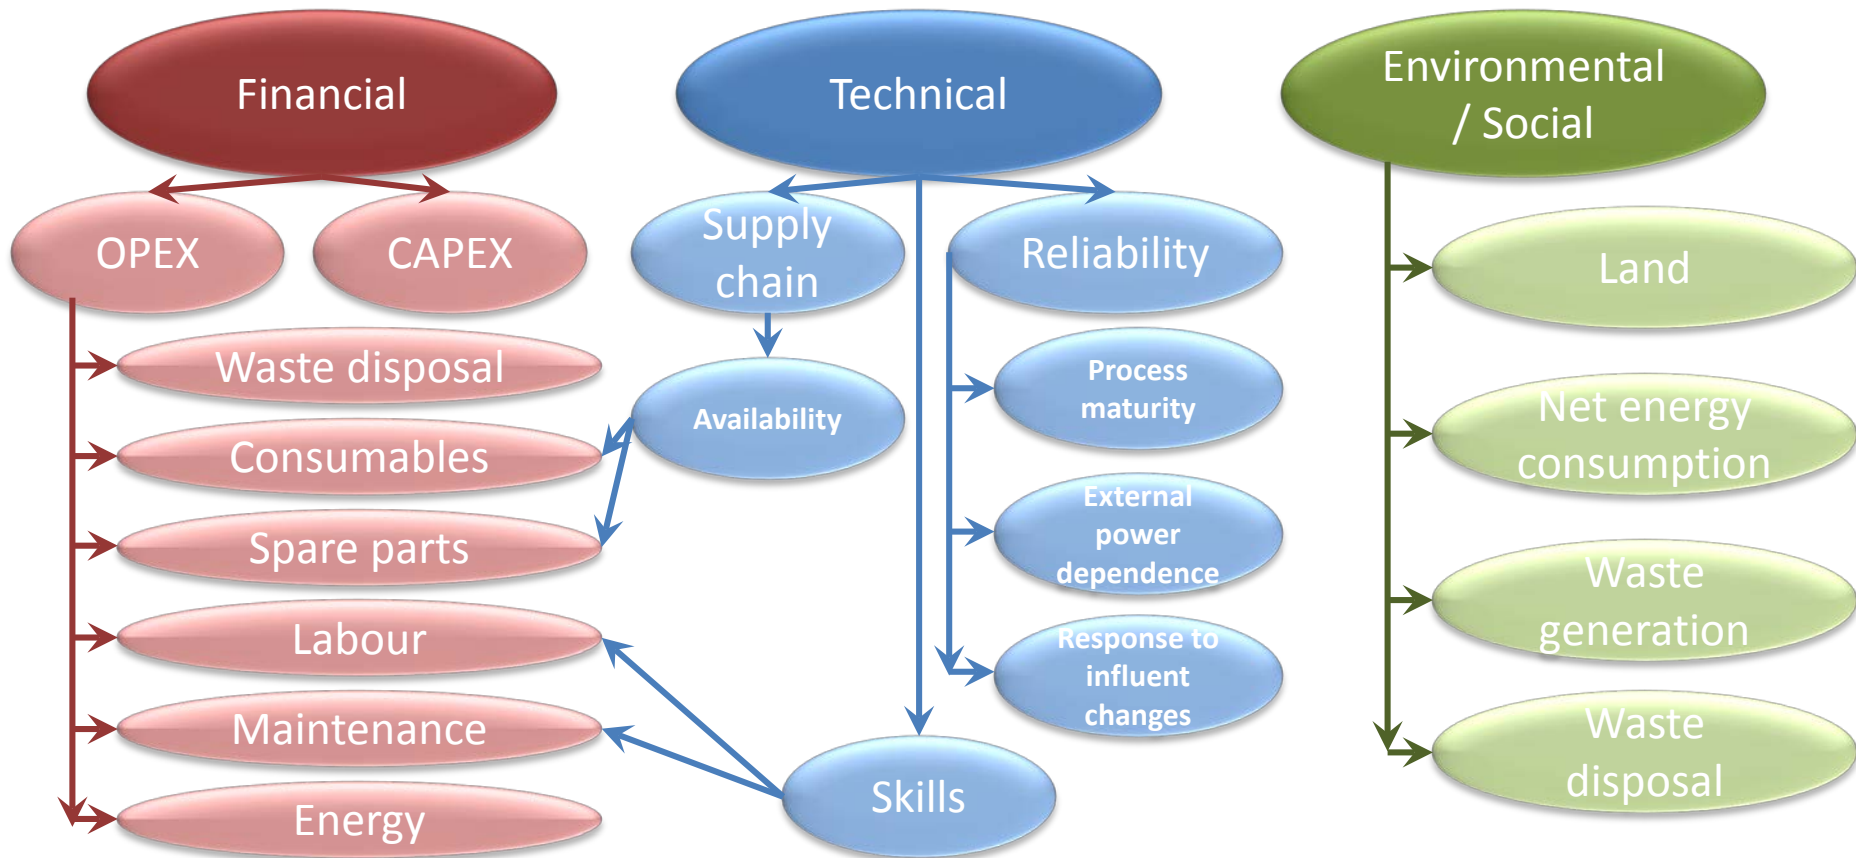 Financial
OPEX
CAPEX
Waste disposal
Consumables
Spare parts
Labour
Maintenance
Energy
Technical
Supply
chain
Availability
Reliability
Process
maturity
External
power
dependence
Response to
influent
changes
Skills
Environmental
/ Social
Land
Net energy
consumption
Waste
generation
Waste
disposal